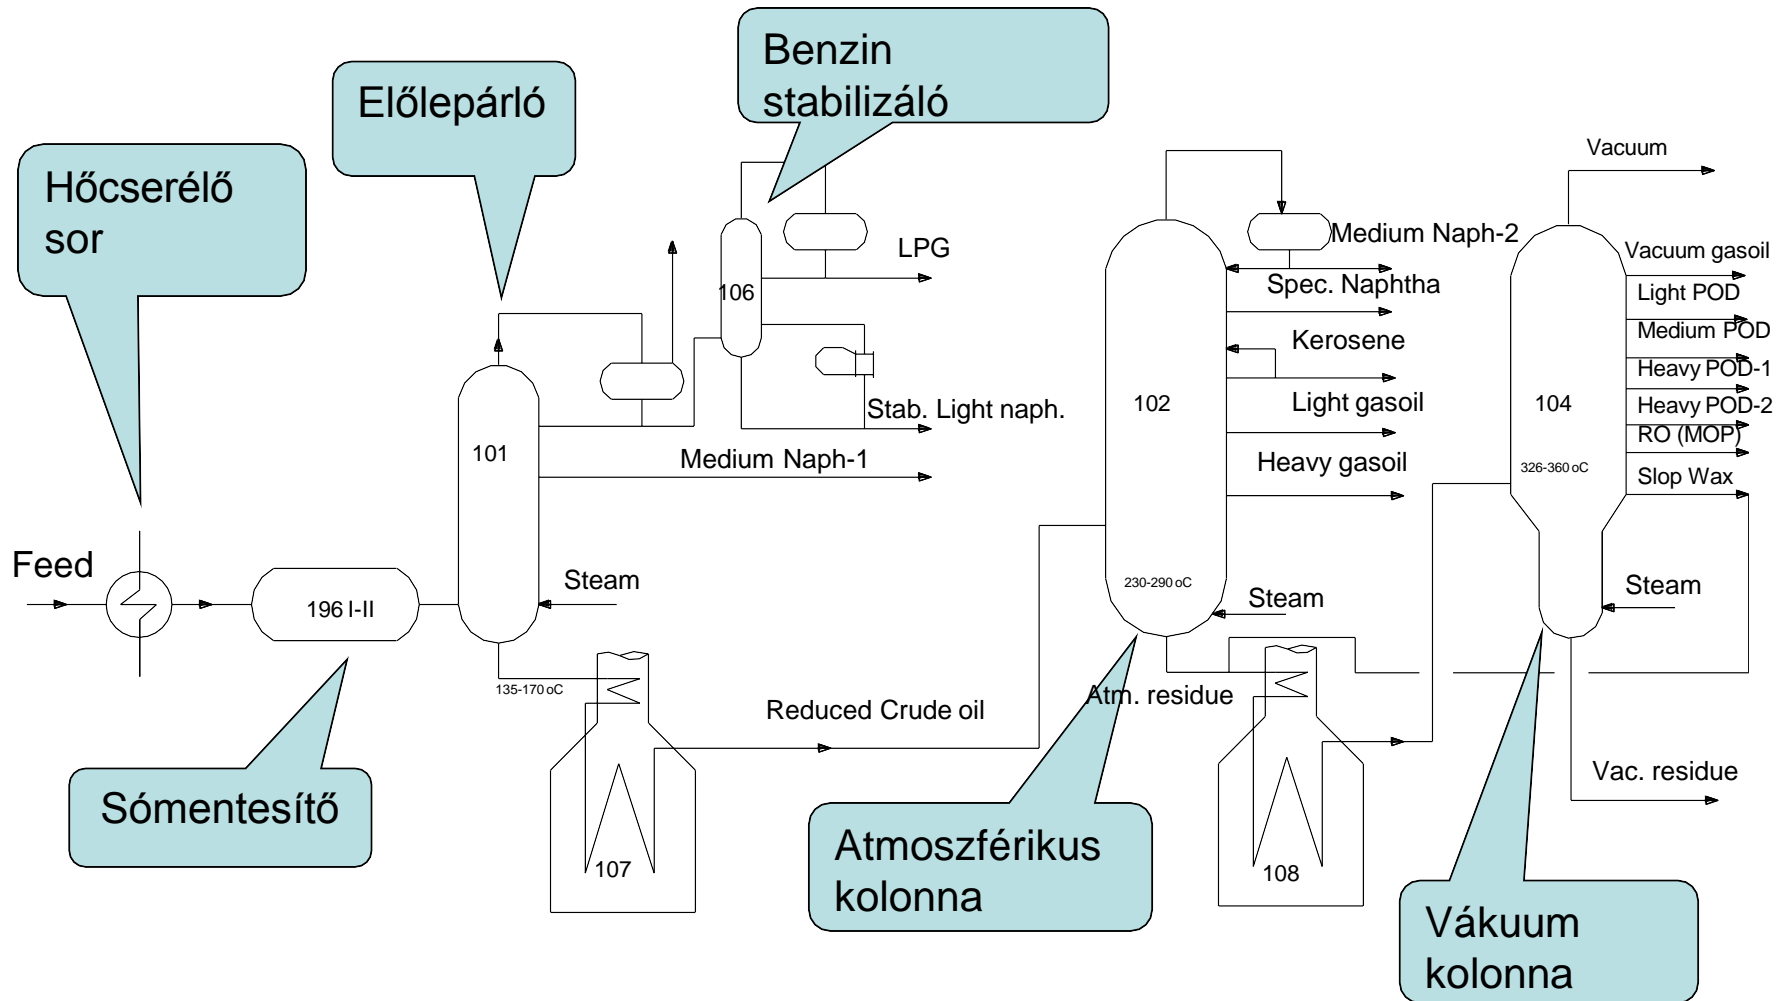 Benzin
stabilizáló
Előlepárló
Hőcserélő
sor
Vacuum
Medium Naph-2
Vacuum gasoil
LPG
Spec. Naphtha
Light POD
106
Medium POD
Kerosene
Heavy POD-1
102
104
Light gasoil
Heavy POD-2
Stab. Light naph.
RO (MOP)
101
Medium Naph-1
Heavy gasoil
326-360 oC
Slop Wax
Feed
Steam
230-290 oC
Steam
196 I-II
Steam
135-170 oC
Atm. residue
Reduced Crude oil
Vac. residue
Sómentesítő
107
Atmoszférikus
kolonna
108
Vákuum
kolonna